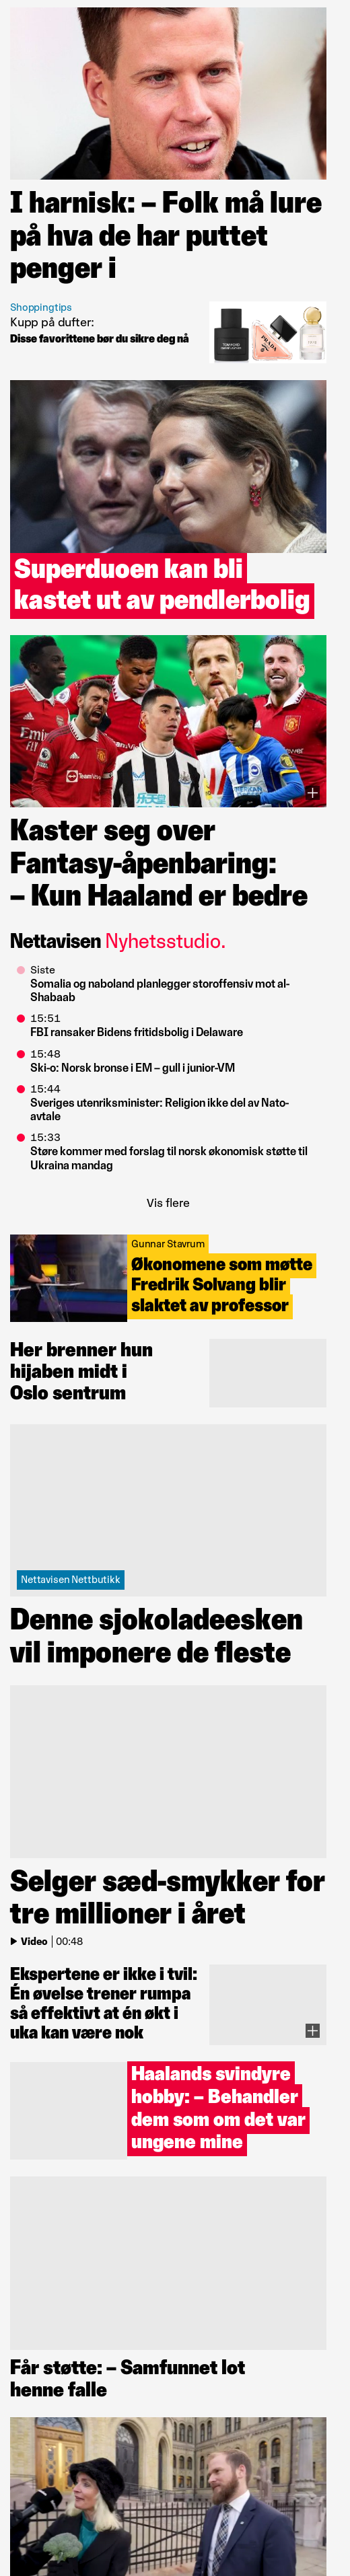 I harnisk: – Folk må lure
på hva de har puttet
penger i
Shoppingtips
Kupp på dufter:
Disse favorittene bør du sikre deg nå
TOM FORD
PRADA
Superduoen kan bli
kastet ut av pendlerbolig
TeamViewer
Kaster seg over
Fantasy-åpenbaring:
– Kun Haaland er bedre
Nettavisen Nyhetsstudio.
Siste
Somalia og naboland planlegger storoffensiv mot al-
Shabaab
15:51
FBI ransaker Bidens fritidsbolig i Delaware
15:48
Ski-o: Norsk bronse i EM – gull i junior-VM
15:44
Sveriges utenriksminister: Religion ikke del av Nato-
avtale
15:33
Støre kommer med forslag til norsk økonomisk støtte til
Ukraina mandag
Vis flere
Gunnar Stavrum
Økonomene som møtte
Fredrik Solvang blir
slaktet av professor
Her brenner hun
hijaben midt i
Oslo sentrum
Nettavisen Nettbutikk
Denne sjokoladeesken
vil imponere de fleste
Selger sæd-smykker for
tre millioner i året
Video | 00:48
Ekspertene er ikke i tvil:
Én øvelse trener rumpa
så effektivt at én økt i
uka kan være nok
Haalands svindyre
hobby: – Behandler
dem som om det var
ungene mine
Får støtte: – Samfunnet lot
henne falle